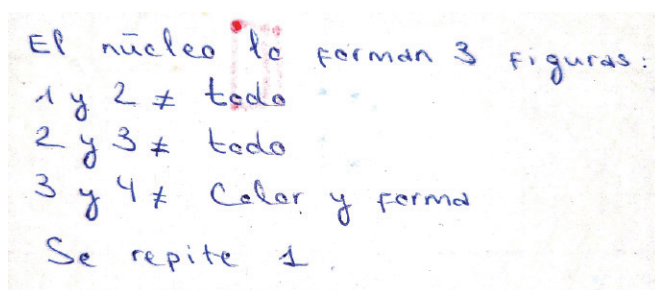 El núcleo lo forman 3 figuras:
1 y 2 ≠ todo
2 y 3 ≠ todo
3 y 4 ≠ Color y forma
Se repite 1.